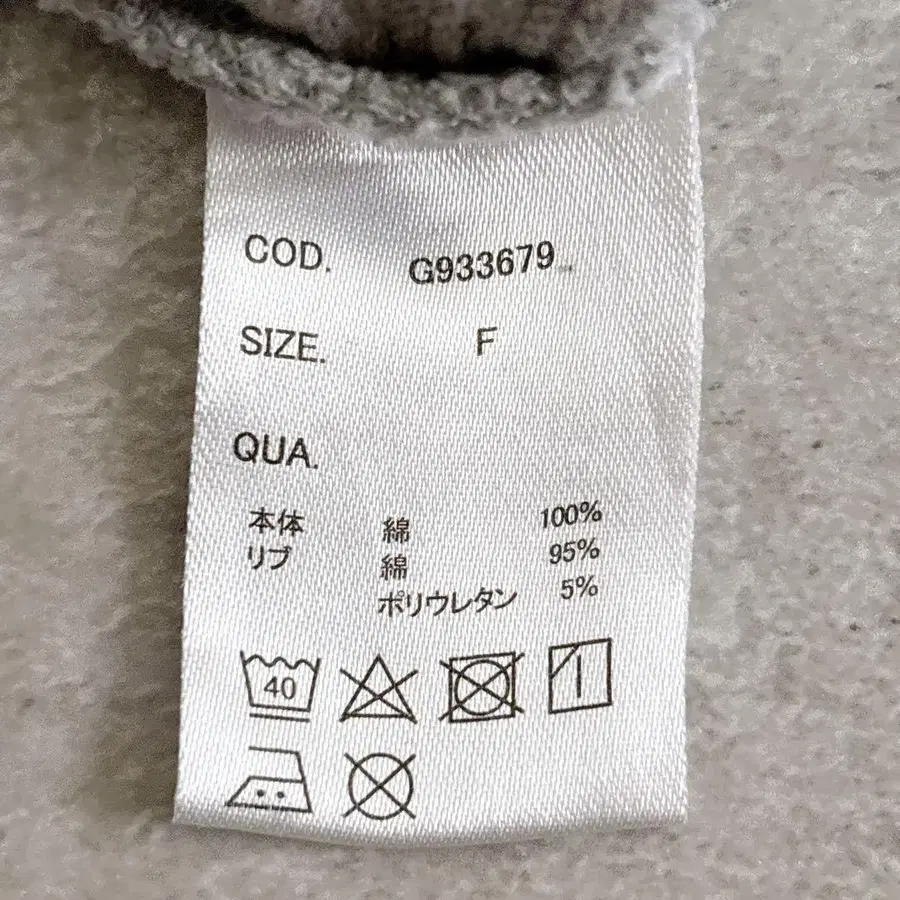 COD. G933679
SIZE. F
QUA.
本体 綿 100%
リブ 綿 95%
ポリウレタン 5%
40